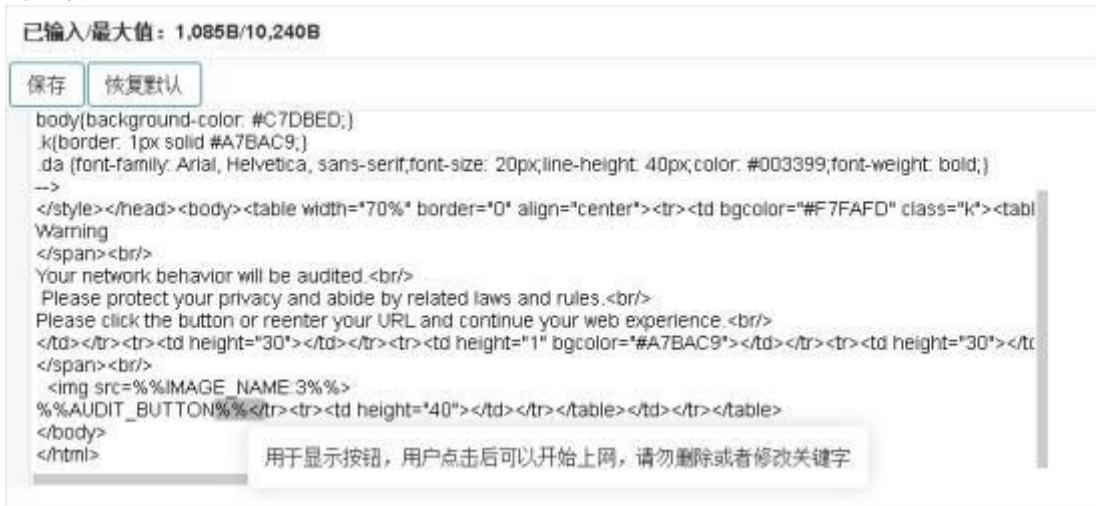 已输入/最大值：1,085B/10,240B
保存 恢复默认
body{background-color: #C7DBED;}
.k{border: 1px solid #A7BAC9;}
.da {font-family: Arial, Helvetica, sans-serif;font-size: 20px;line-height: 40px;color: #003399;font-weight: bold;}
-->
</style></head><body><table width="70%" border="0" align="center"><tr><td bgcolor="#F7FAFD" class="k"><tabl
Warning
</span><br/>
Your network behavior will be audited.<br/>
Please protect your privacy and abide by related laws and rules.<br/>
Please click the button or reenter your URL and continue your web experience.<br/>
</td></tr><tr><td height="30"></td></tr><tr><td height="1" bgcolor="#A7BAC9"></td></tr><tr><td height="30"></tc
</span><br/>
<img src=%%IMAGE_NAME:3%%>
%%AUDIT_BUTTON%%</tr><tr><td height="40"></td></tr></table></td></tr></table>
</body>
</html>
用于显示按钮，用户点击后可以开始上网，请勿删除或者修改关键字